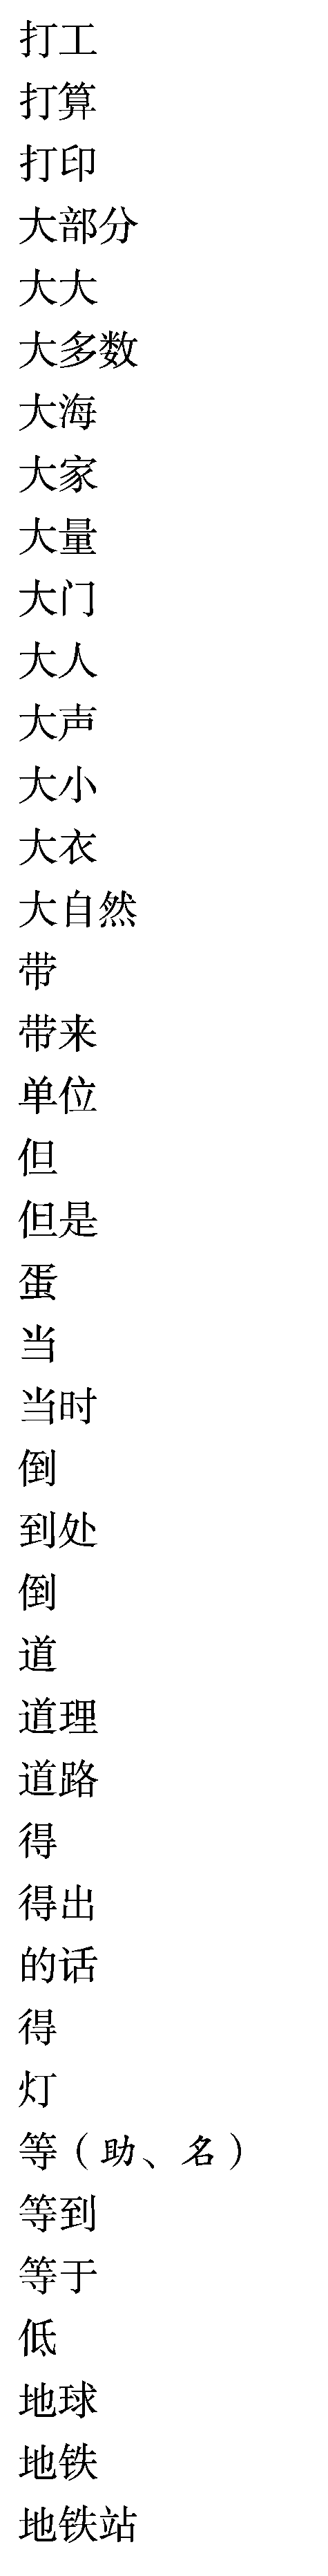 打工
打算
打印
大部分
大大
大多数
大海
大家
大量
大门
大人
大声
大小
大衣
大自然
带
带来
单位
但
但是
蛋
当
当时
倒
到处
倒
道
道理
道路
得
得出
的话
得
灯
等（助、名）
等到
等于
低
地球
地铁
地铁站